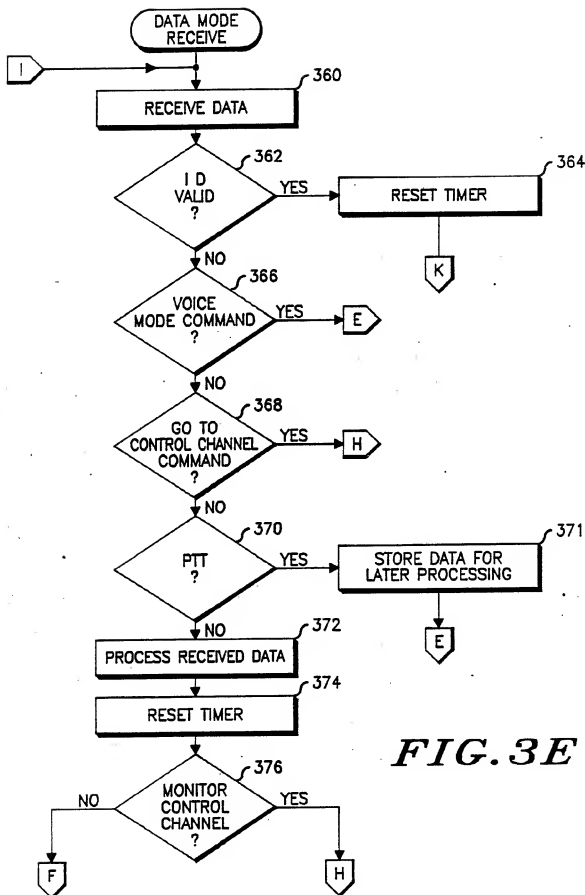 DATA MODE
RECEIVE
I
360
RECEIVE DATA
362
364
I D
VALID
?
YES
RESET TIMER
NO
K
366
VOICE
MODE COMMAND
?
YES
E
NO
368
GO TO
CONTROL CHANNEL
COMMAND
?
YES
H
NO
370
371
PTT
?
YES
STORE DATA FOR
LATER PROCESSING
NO
E
372
PROCESS RECEIVED DATA
374
RESET TIMER
376
MONITOR
CONTROL
CHANNEL
?
NO
YES
F
H
FIG.3E